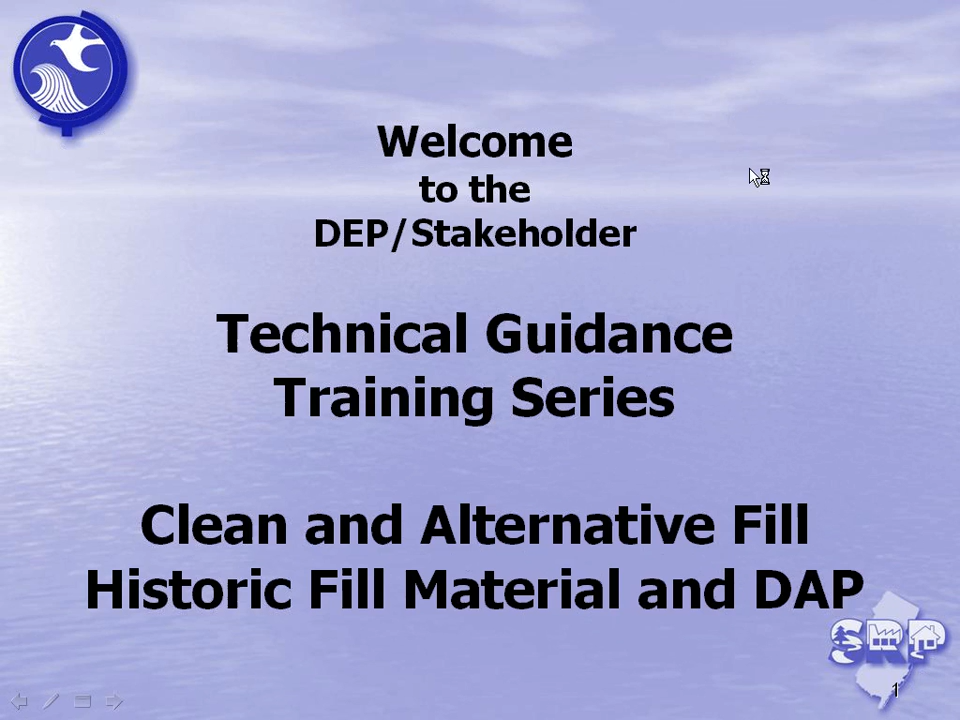 Welcome
to the
DEP/Stakeholder
Technical Guidance
Training Series
Clean and Alternative Fill
Historic Fill Material and DAP
SRP
1